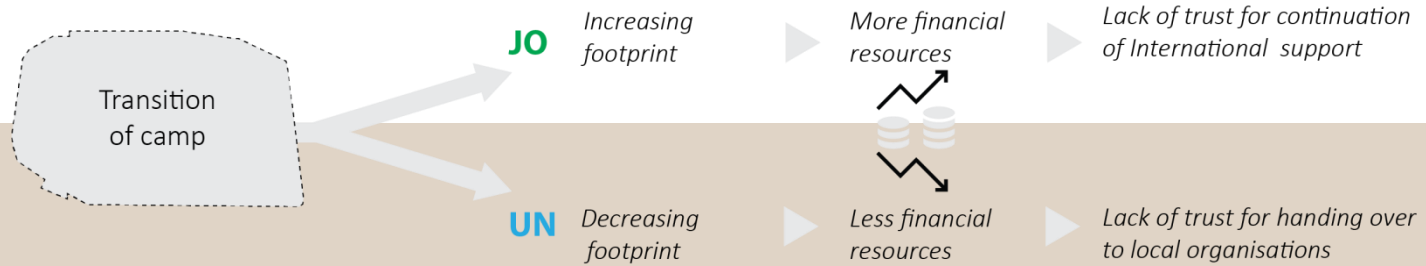 Transition
of camp
JO
Increasing
footprint
More financial
resources
Lack of trust for continuation
of International support
UN
Decreasing
footprint
Less financial
resources
Lack of trust for handing over
to local organisations